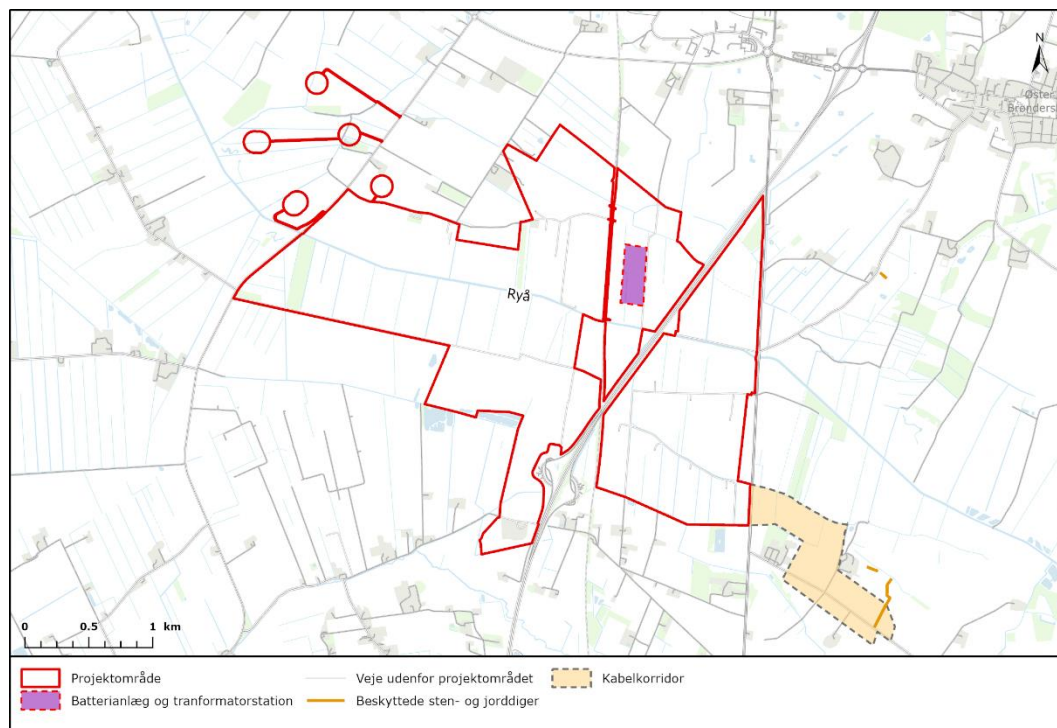 N
Øster
Brønders
Ryå
0 0.5 1 km
Projektområde
Veje udenfor projektområdet
Kabelkorridor
Batterianlæg og tranformatorstation
Beskyttede sten- og jorddiger